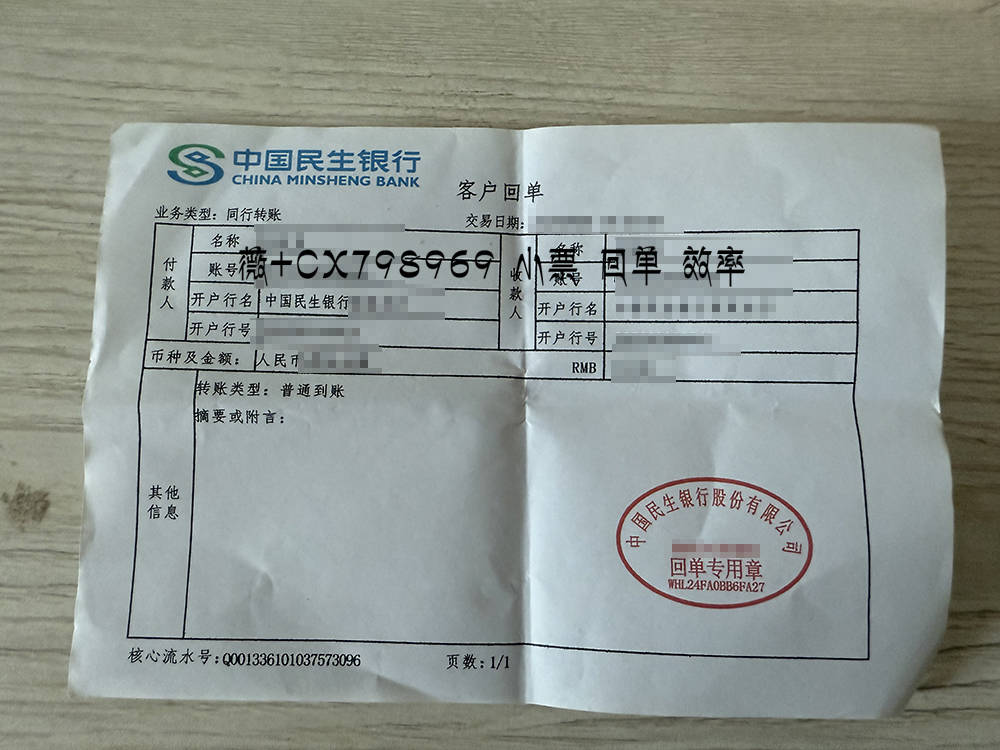 中国民生银行
CHINA MINSHENG BANK
客户回单
业务类型：同行转账
交易日期：
付款人
名称
账号
开户行名
中国民生银行
开户行号
收款人
名称
账号
开户行名
开户行号
薇+CX798969 小票 回单 效率
币种及金额：
人民币
RMB
转账类型：普通到账
摘要或附言：
其他
信息
中国民生银行股份有限公司
回单专用章
WHL24FA0BB6FA27
核心流水号：Q001336101037573096
页数：1/1